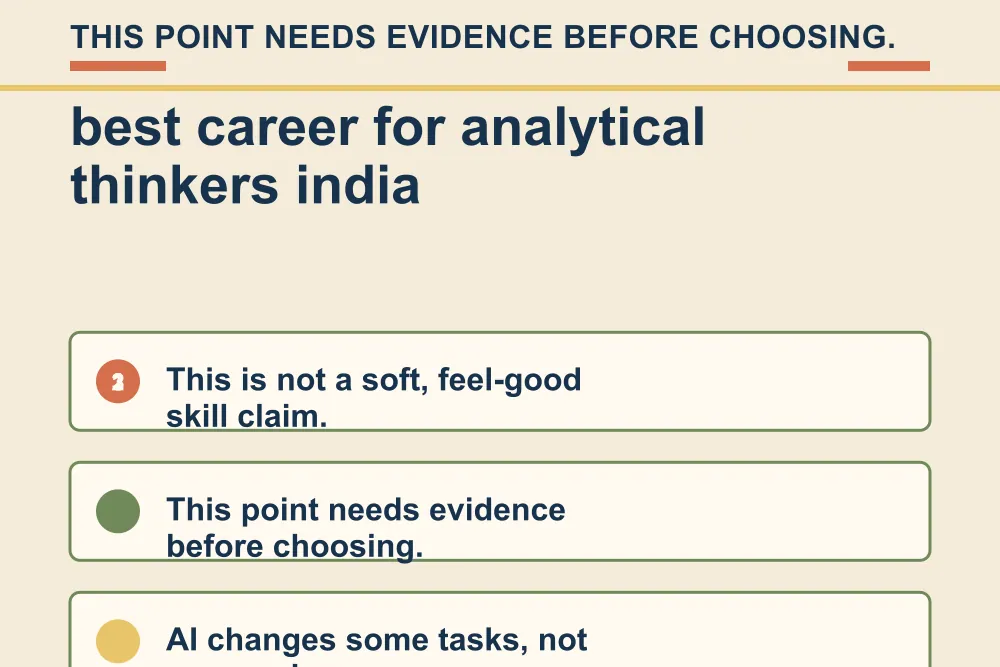 THIS POINT NEEDS EVIDENCE BEFORE CHOOSING.
best career for analytical
thinkers india
This is not a soft, feel-good
skill claim.
This point needs evidence
before choosing.
AI changes some tasks, not